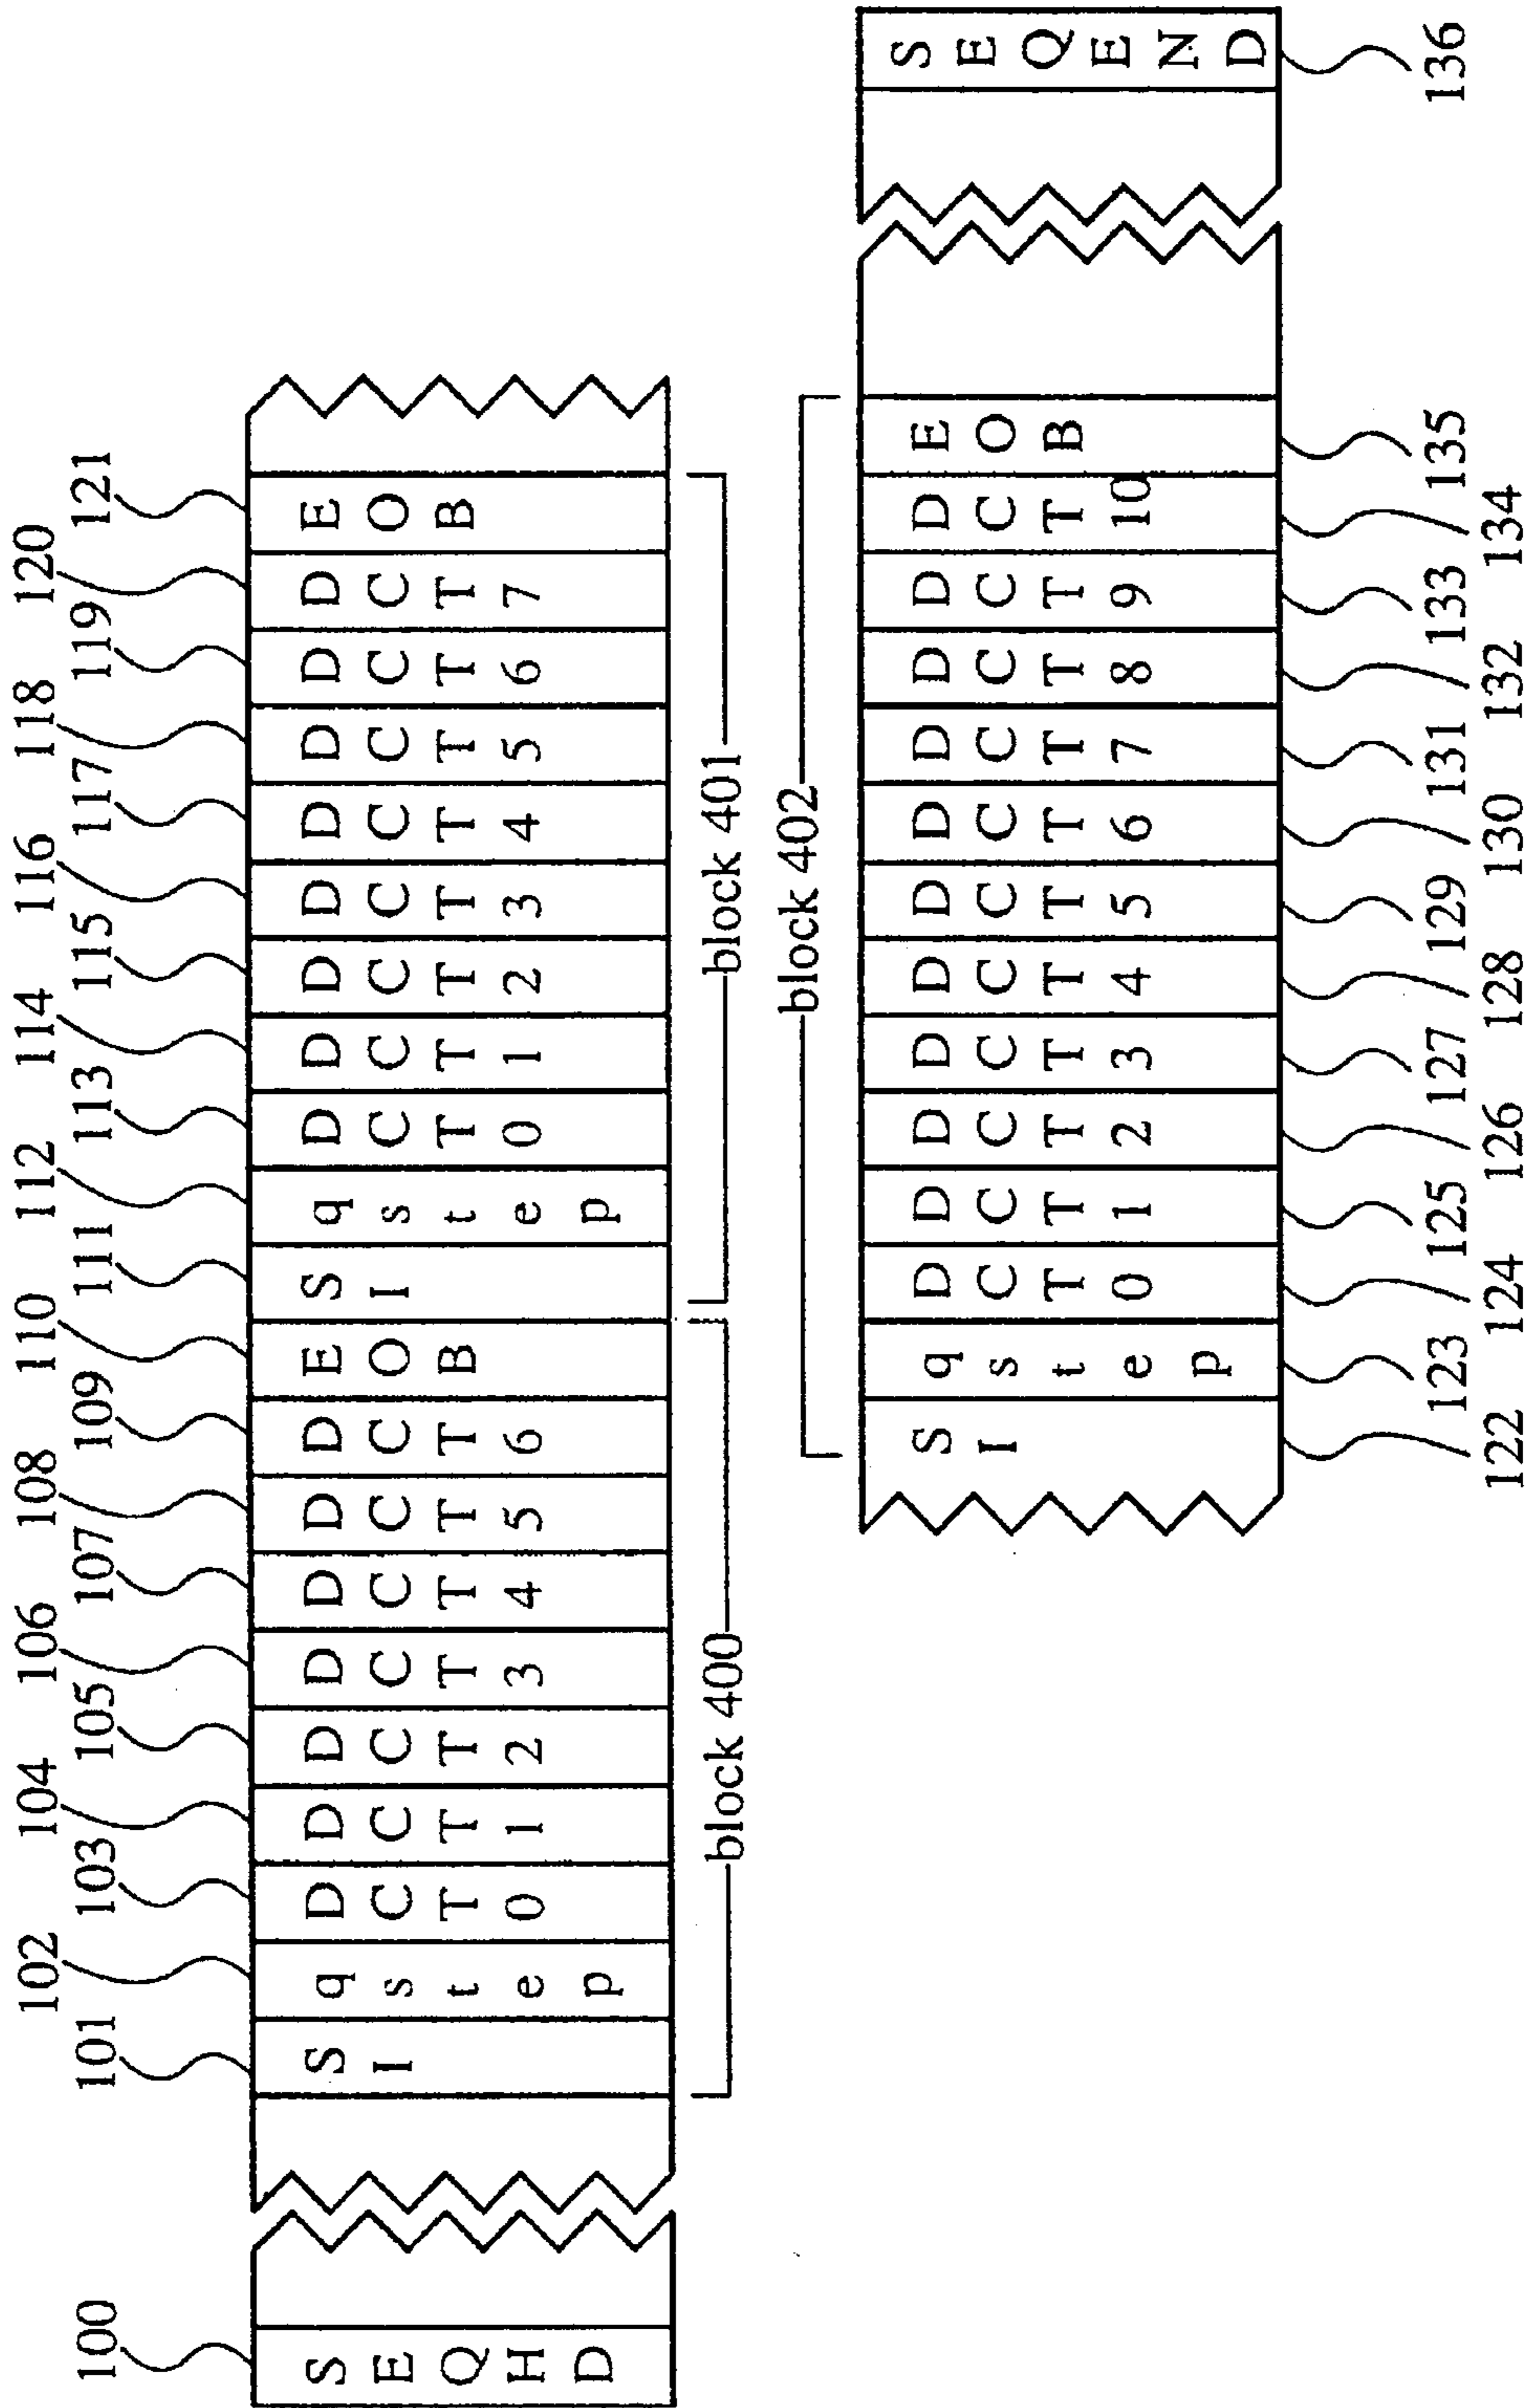 100 101 102 103 104 105 106 107 108 109 110 111 112 113 114 115 116 117 118 119 120 121
SEQHD SI qstep DCT0 DCT1 DCT2 DCT3 DCT4 DCT5 DCT6 EOB SI qstep DCT0 DCT1 DCT2 DCT3 DCT4 DCT5 DCT6 DCT7 EOB
block 400 block 401
block 402
SI qstep DCT0 DCT1 DCT2 DCT3 DCT4 DCT5 DCT6 DCT7 DCT8 DCT9 DCT10 EOB SEQEND
122 123 124 125 126 127 128 129 130 131 132 133 134 135 136